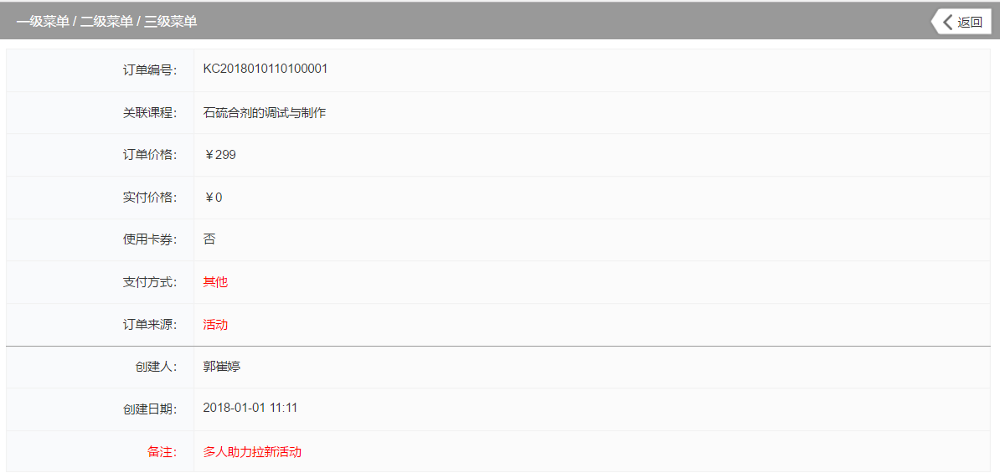 一级菜单 / 二级菜单 / 三级菜单
返回
订单编号: KC2018010110100001
关联课程: 石硫合剂的调试与制作
订单价格: ￥299
实付价格: ￥0
使用卡券: 否
支付方式: 其他
订单来源: 活动
创建人: 郭崔婷
创建日期: 2018-01-01 11:11
备注: 多人助力拉新活动